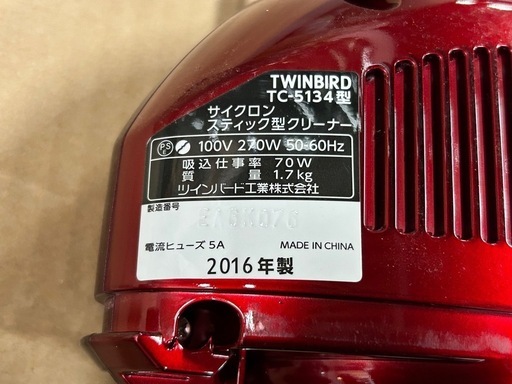 TWINBIRD
TC-5134型
サイクロン
スティック型クリーナー
PS
E
100V 270W 50-60Hz
吸込仕事率 70W
質量 1.7kg
ツインバード工業株式会社
製造番号
電流ヒューズ 5A MADE IN CHINA
2016年製